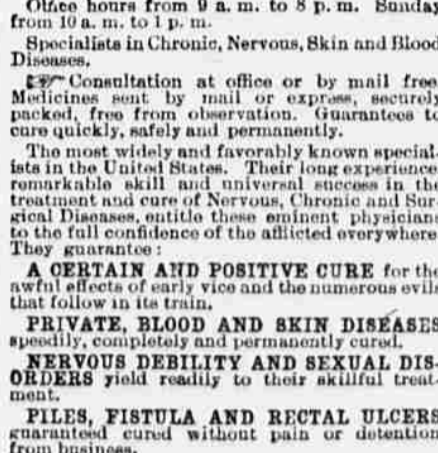 Office hours from 9 a. m. to 8 p. m. Sunday
from 10 a. m. to 1 p. m.
Specialists in Chronic, Nervous, Skin and Blood
Diseases.
☞ Consultation at office or by mail free
Medicines sent by mail or express, securely
packed, free from observation. Guarantees to
cure quickly, safely and permanently.
The most widely and favorably known special-
ists in the United States. Their long experience
remarkable skill and universal success in the
treatment and cure of Nervous, Chronic and Sur-
gical Diseases, entitle these eminent physicians
to the full confidence of the afflicted everywhere
They guarantee:
A CERTAIN AND POSITIVE CURE for the
awful effects of early vice and the numerous evils
that follow in its train.
PRIVATE, BLOOD AND SKIN DISEASES
speedily, completely and permanently cured.
NERVOUS DEBILITY AND SEXUAL DIS-
ORDERS yield readily to their skillful treat-
ment.
PILES, FISTULA AND RECTAL ULCERS
guaranteed cured without pain or detention
from business.